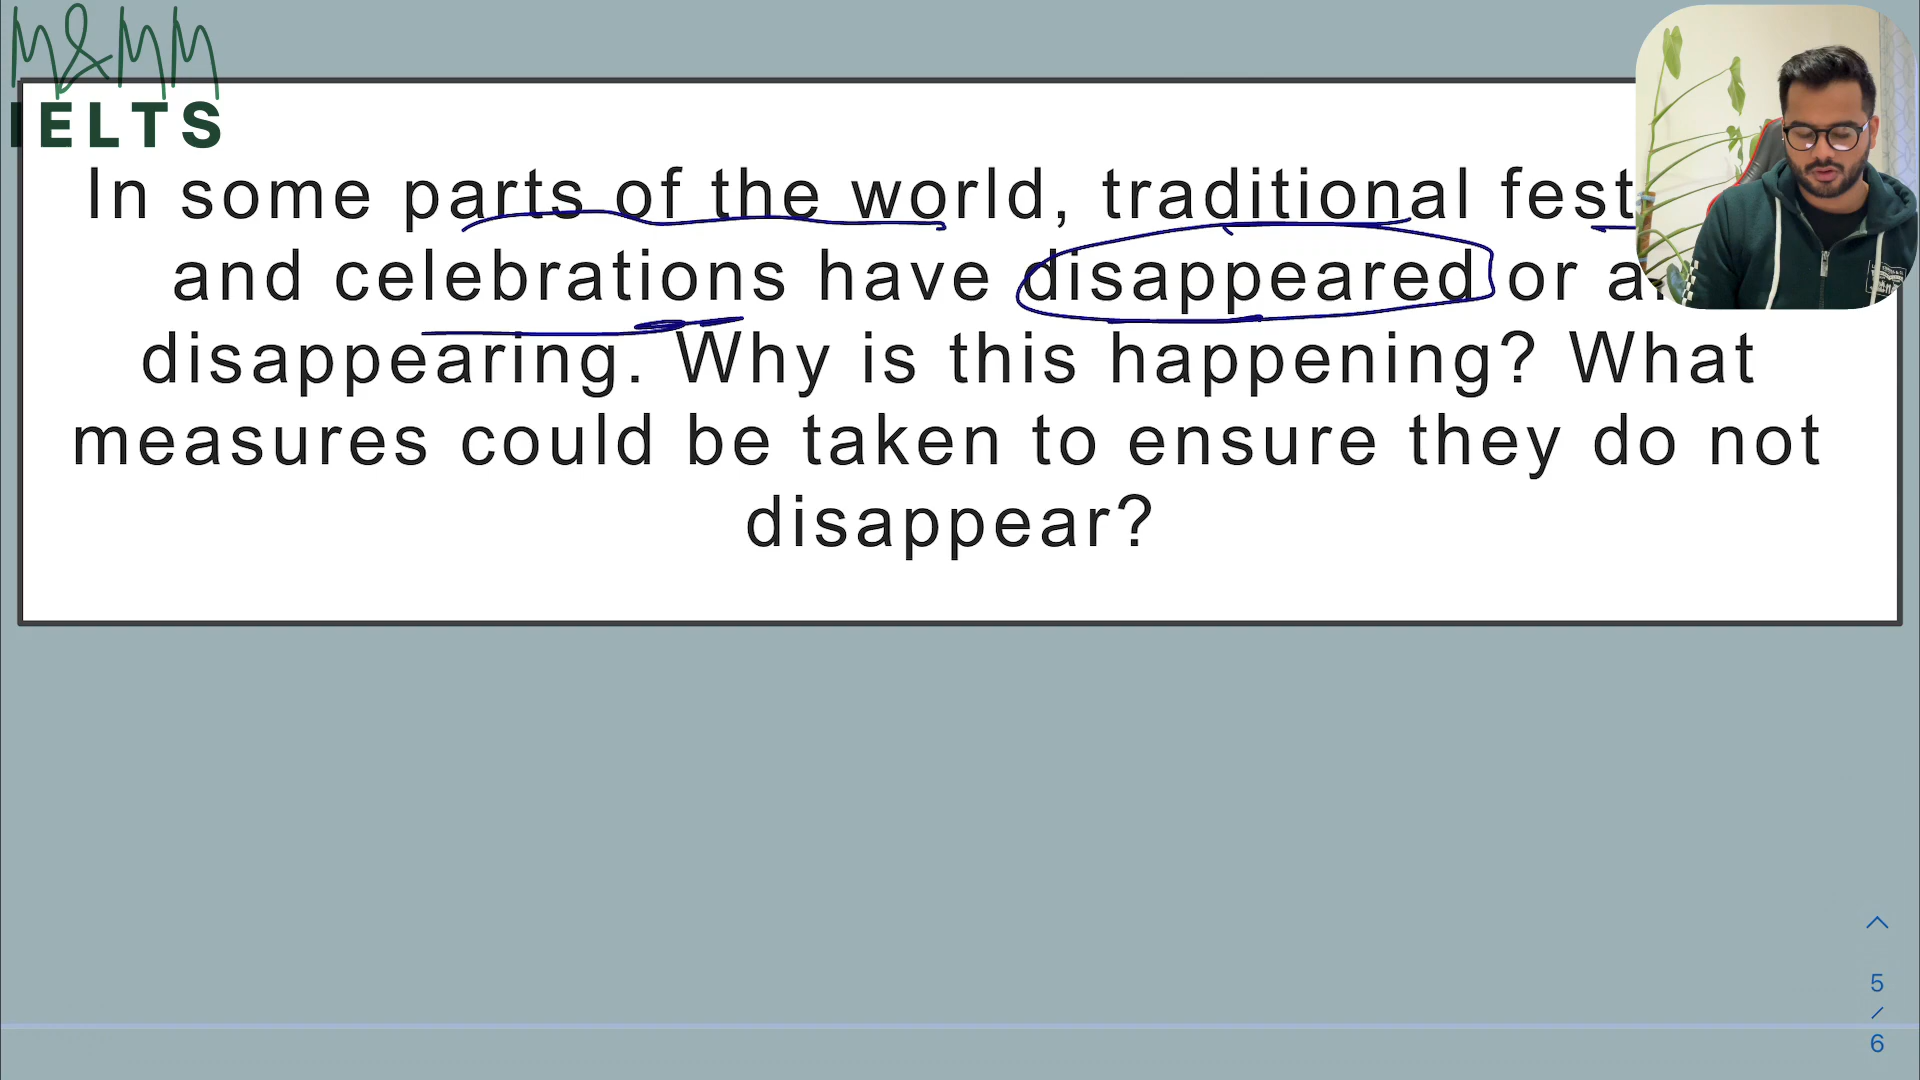 M&MM
IELTS
In some parts of the world, traditional fest
and celebrations have disappeared or a
disappearing. Why is this happening? What
measures could be taken to ensure they do not
disappear?
5
/
6